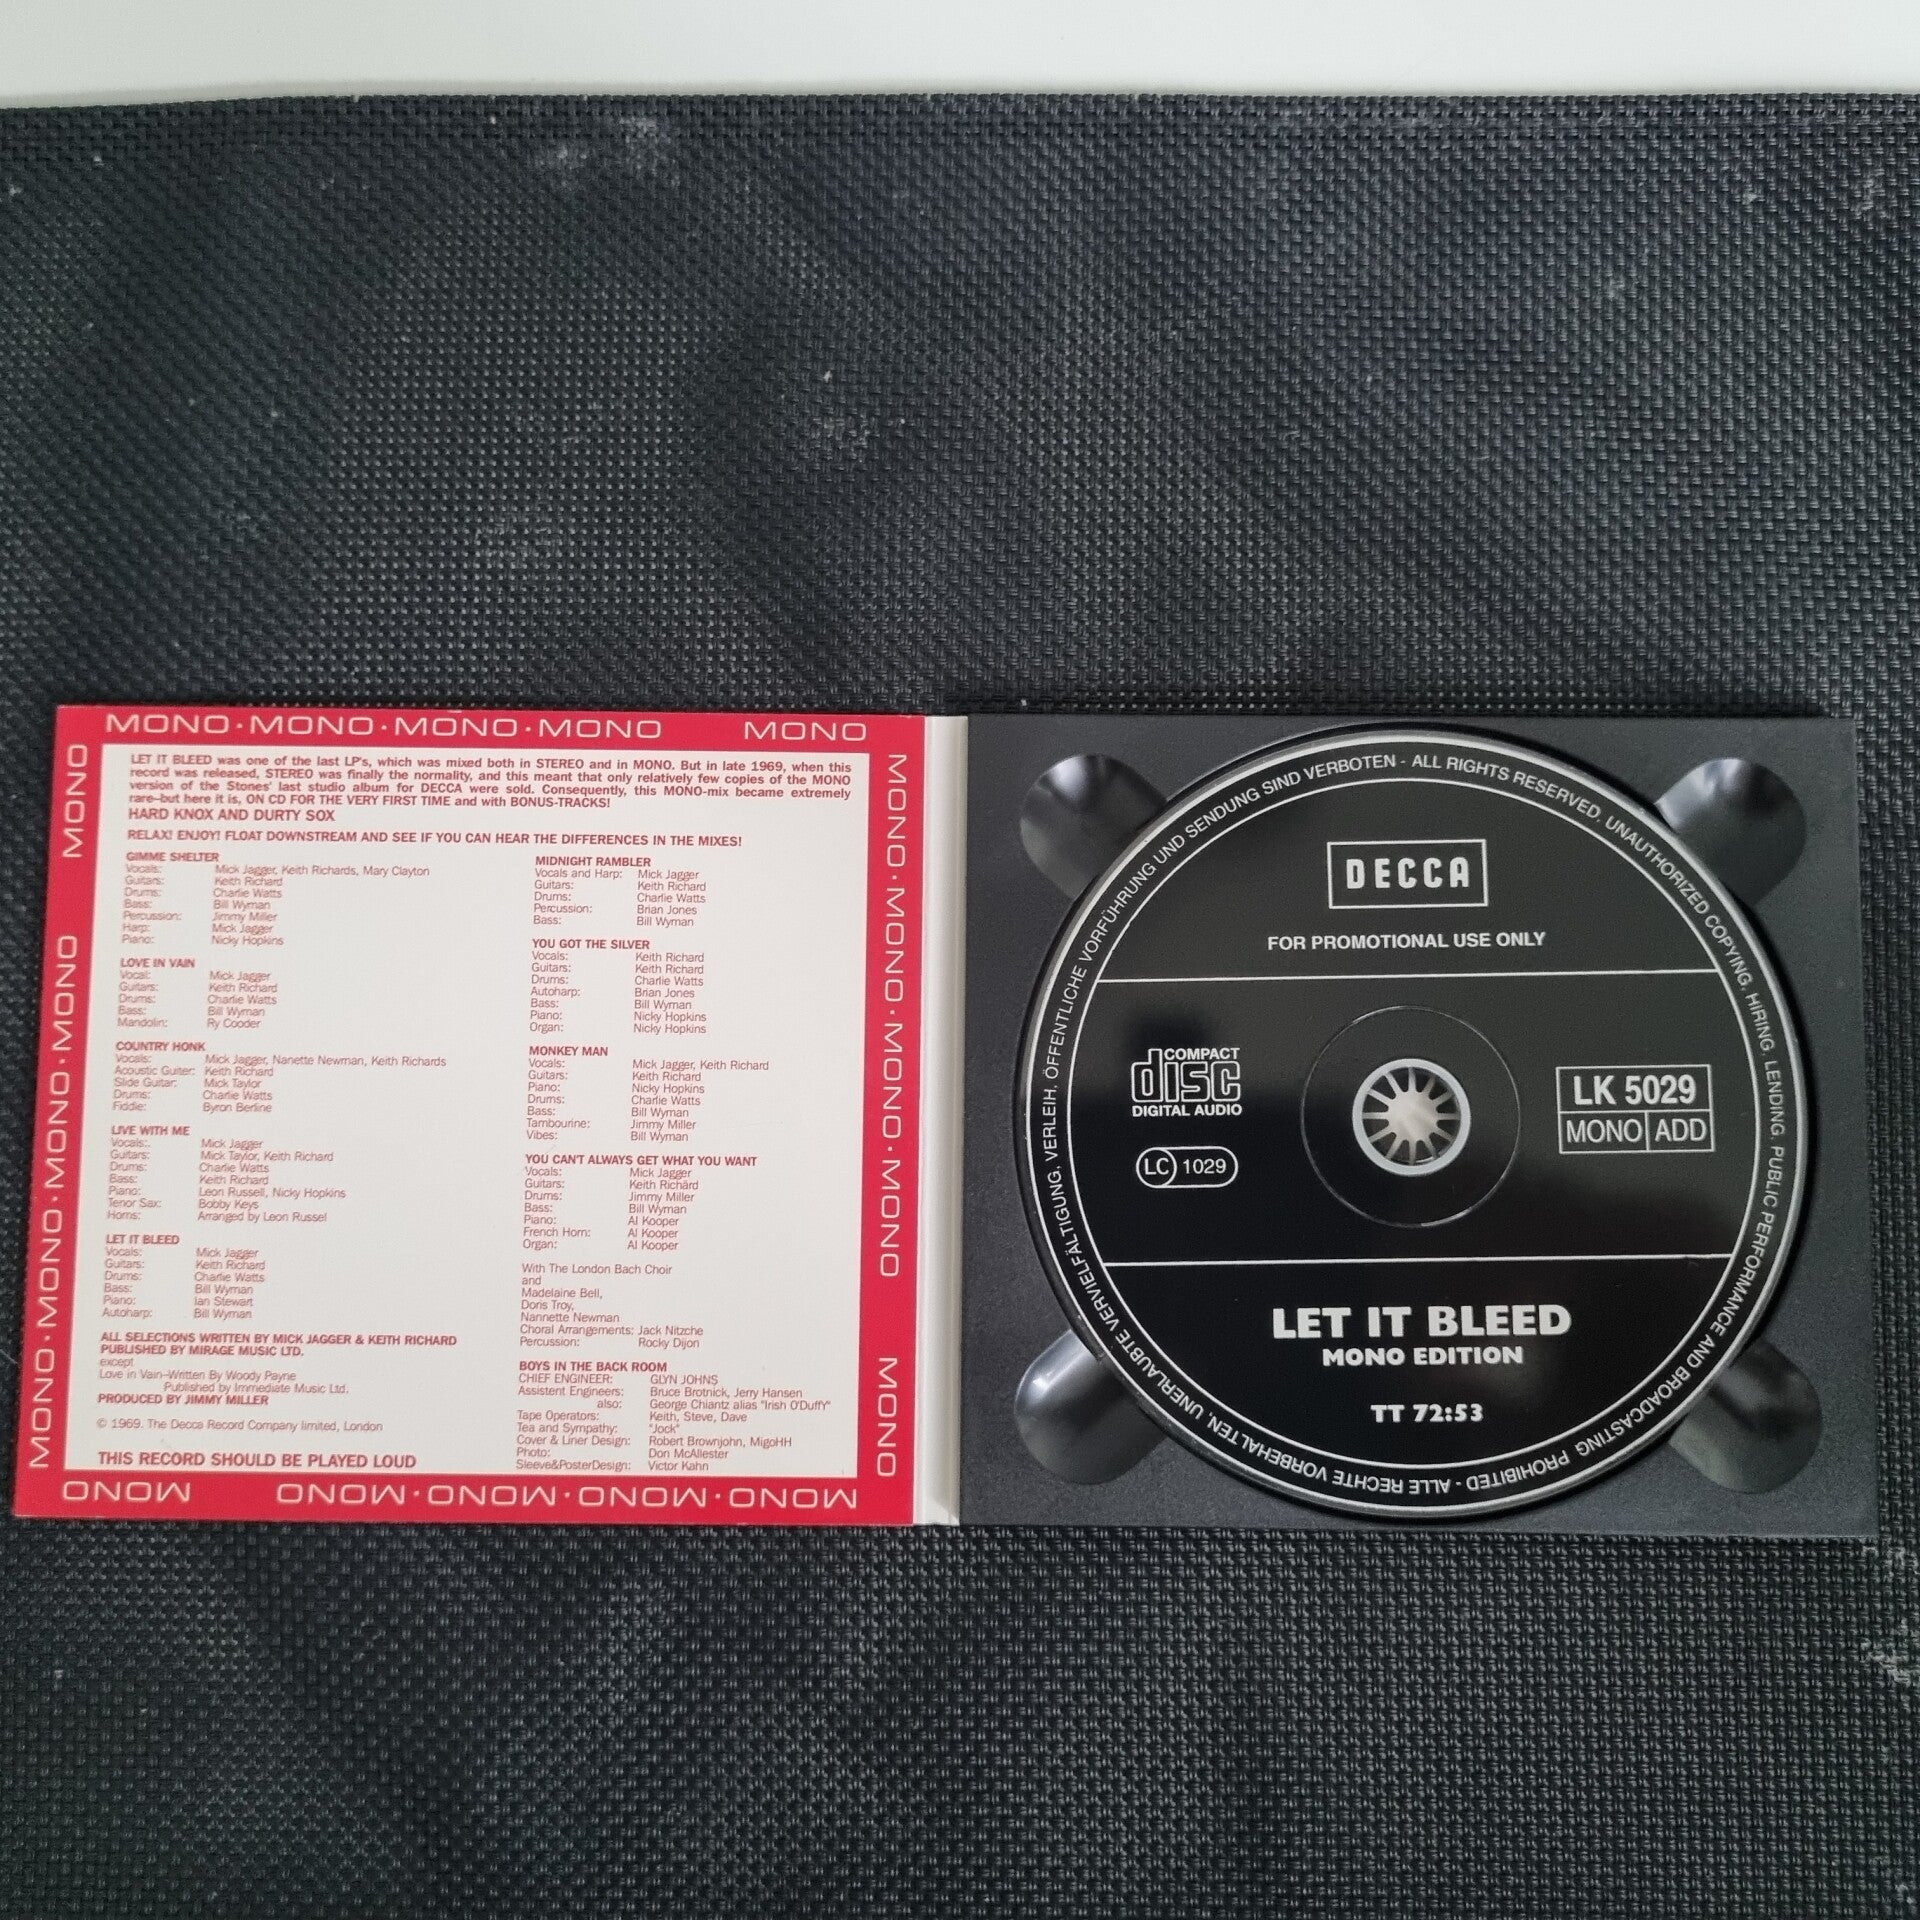 MONO · MONO · MONO · MONO MONO
MONO MONO · MONO · MONO · MONO
MONO · MONO · MONO · MONO MONO
MONO MONO · MONO · MONO · MONO
LET IT BLEED was one of the last LP's, which was mixed both in STEREO and in MONO. But in late 1969, when this
record was released, STEREO was finally the normality, and this meant that only relatively few copies of the MONO
version of the Stones' last studio album for DECCA were sold. Consequently, this MONO-mix became extremely
rare–but here it is, ON CD FOR THE VERY FIRST TIME and with BONUS-TRACKS!
HARD KNOX AND DURTY SOX
RELAX! ENJOY! FLOAT DOWNSTREAM AND SEE IF YOU CAN HEAR THE DIFFERENCES IN THE MIXES!
GIMME SHELTER
Vocals: Mick Jagger, Keith Richards, Mary Clayton
Guitars: Keith Richard
Drums: Charlie Watts
Bass: Bill Wyman
Percussion: Jimmy Miller
Harp: Mick Jagger
Piano: Nicky Hopkins
LOVE IN VAIN
Vocal: Mick Jagger
Guitars: Keith Richard
Drums: Charlie Watts
Bass: Bill Wyman
Mandolin: Ry Cooder
COUNTRY HONK
Vocals: Mick Jagger, Nanette Newman, Keith Richards
Acoustic Guiter: Keith Richard
Slide Guitar: Mick Taylor
Drums: Charlie Watts
Fiddle: Byron Berline
LIVE WITH ME
Vocals: Mick Jagger
Guitars: Mick Taylor, Keith Richard
Drums: Charlie Watts
Bass: Keith Richard
Piano: Leon Russell, Nicky Hopkins
Tenor Sax: Bobby Keys
Horns: Arranged by Leon Russel
LET IT BLEED
Vocals: Mick Jagger
Guitars: Keith Richard
Drums: Charlie Watts
Bass: Bill Wyman
Piano: Ian Stewart
Autoharp: Bill Wyman
ALL SELECTIONS WRITTEN BY MICK JAGGER & KEITH RICHARD
PUBLISHED BY MIRAGE MUSIC LTD.
except
Love in Vain–Written By Woody Payne
Published by Immediate Music Ltd.
PRODUCED BY JIMMY MILLER
© 1969. The Decca Record Company limited, London
THIS RECORD SHOULD BE PLAYED LOUD
MIDNIGHT RAMBLER
Vocals and Harp: Mick Jagger
Guitars: Keith Richard
Drums: Charlie Watts
Percussion: Brian Jones
Bass: Bill Wyman
YOU GOT THE SILVER
Vocals: Keith Richard
Guitars: Keith Richard
Drums: Charlie Watts
Autoharp: Brian Jones
Bass: Bill Wyman
Piano: Nicky Hopkins
Organ: Nicky Hopkins
MONKEY MAN
Vocals: Mick Jagger, Keith Richard
Guitars: Keith Richard
Piano: Nicky Hopkins
Drums: Charlie Watts
Bass: Bill Wyman
Tambourine: Jimmy Miller
Vibes: Bill Wyman
YOU CAN'T ALWAYS GET WHAT YOU WANT
Vocals: Mick Jagger
Guitars: Keith Richard
Drums: Jimmy Miller
Bass: Bill Wyman
Piano: Al Kooper
French Horn: Al Kooper
Organ: Al Kooper
With The London Bach Choir
and
Madelaine Bell,
Doris Troy,
Nannette Newman
Choral Arrangements: Jack Nitzche
Percussion: Rocky Dijon
BOYS IN THE BACK ROOM
CHIEF ENGINEER: GLYN JOHNS
Assistent Engineers: Bruce Brotnick, Jerry Hansen
also: George Chiantz alias "Irish O'Duffy"
Tape Operators: Keith, Steve, Dave
Tea and Sympathy: "Jock"
Cover & Liner Design: Robert Brownjohn, MigoHH
Photo: Don McAllester
Sleeve&PosterDesign: Victor Kahn
DECCA
FOR PROMOTIONAL USE ONLY
COMPACT
disc
DIGITAL AUDIO
LC 1029
LK 5029
MONO ADD
LET IT BLEED
MONO EDITION
TT 72:53
ALL RIGHTS RESERVED. UNAUTHORIZED COPYING, HIRING, LENDING, PUBLIC PERFORMANCE AND BROADCASTING PROHIBITED - ALLE RECHTE VORBEHALTEN, UNERLAUBTE VERVIELFÄLTIGUNG, VERLEIH, ÖFFENTLICHE VORFÜHRUNG UND SENDUNG SIND VERBOTEN -